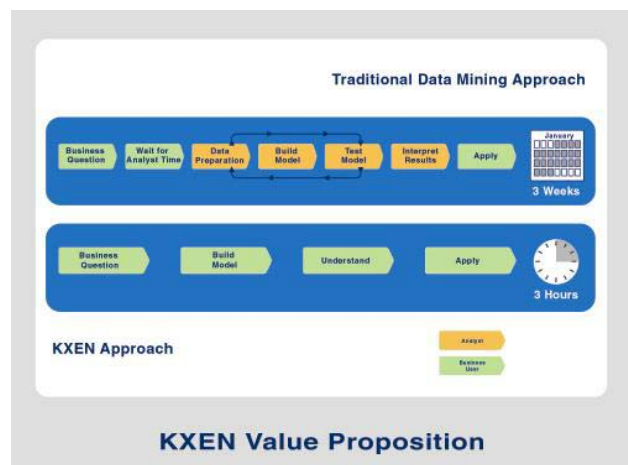 Traditional Data Mining Approach
Business
Question
Wait for
Analyst Time
Data
Preparation
Build
Model
Test
Model
Interpret
Results
Apply
January
3 Weeks
Business
Question
Build
Model
Understand
Apply
3 Hours
KXEN Approach
Analyst
Business
User
KXEN Value Proposition